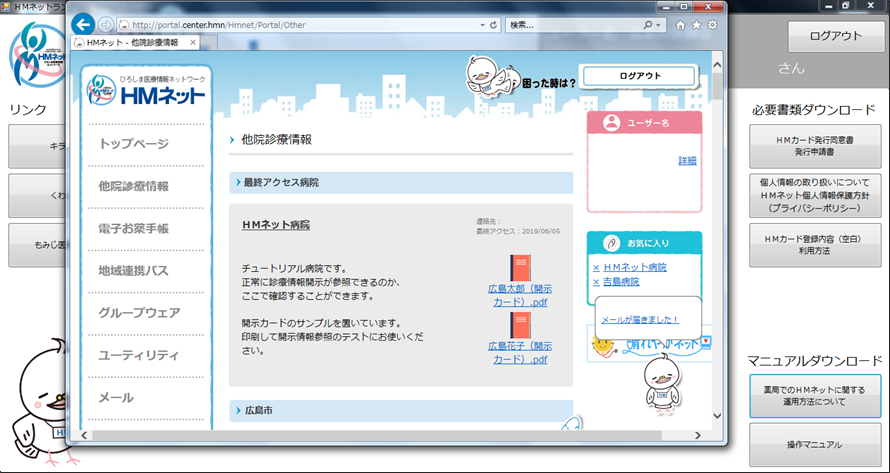 HMネットラン
http://portal.center.hmn/Hmnet/Portal/Other
検索...
HMネット - 他院診療情報
ログアウト
さん
HMネット
リンク
キラ
くわ
もみじ医
ひろしま医療情報ネットワーク
HMネット
トップページ
他院診療情報
電子お薬手帳
地域連携パス
グループウェア
ユーティリティ
メール
困った時は？
ログアウト
他院診療情報
最終アクセス病院
HMネット病院
連絡先：
最終アクセス：2019/06/05
チュートリアル病院です。
正常に診療情報開示が参照できるのか、
ここで確認することができます。
開示カードのサンプルを置いています。
印刷して開示情報参照のテストにお使いくだ
さい。
広島太郎（開示
カード）.pdf
広島花子（開示
カード）.pdf
広島市
ユーザー名
詳細
お気に入り
× HMネット病院
× 吉島病院
メールが届きました！
晴れやかネット
必要書類ダウンロード
HMカード発行同意書
発行申請書
個人情報の取り扱いについて
HMネット個人情報保護方針
（プライバシーポリシー）
HMカード登録内容（空白）
利用方法
マニュアルダウンロード
薬局でのHMネットに関する
運用方法について
操作マニュアル